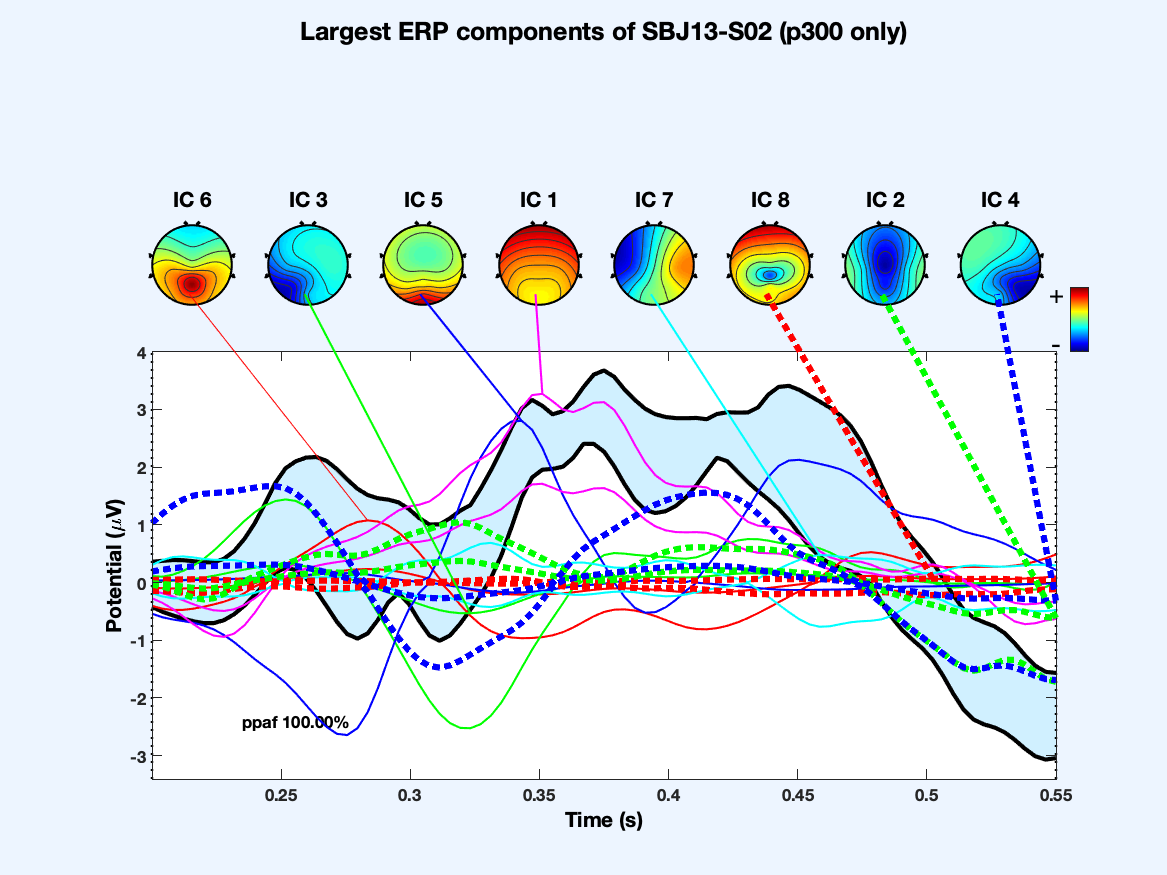 Largest ERP components of SBJ13-S02 (p300 only)
IC 6 IC 3 IC 5 IC 1 IC 7 IC 8 IC 2 IC 4
+
-
4
3
2
1
0
-1
-2
-3
Potential (μV)
ppaf 100.00%
0.25 0.3 0.35 0.4 0.45 0.5 0.55
Time (s)